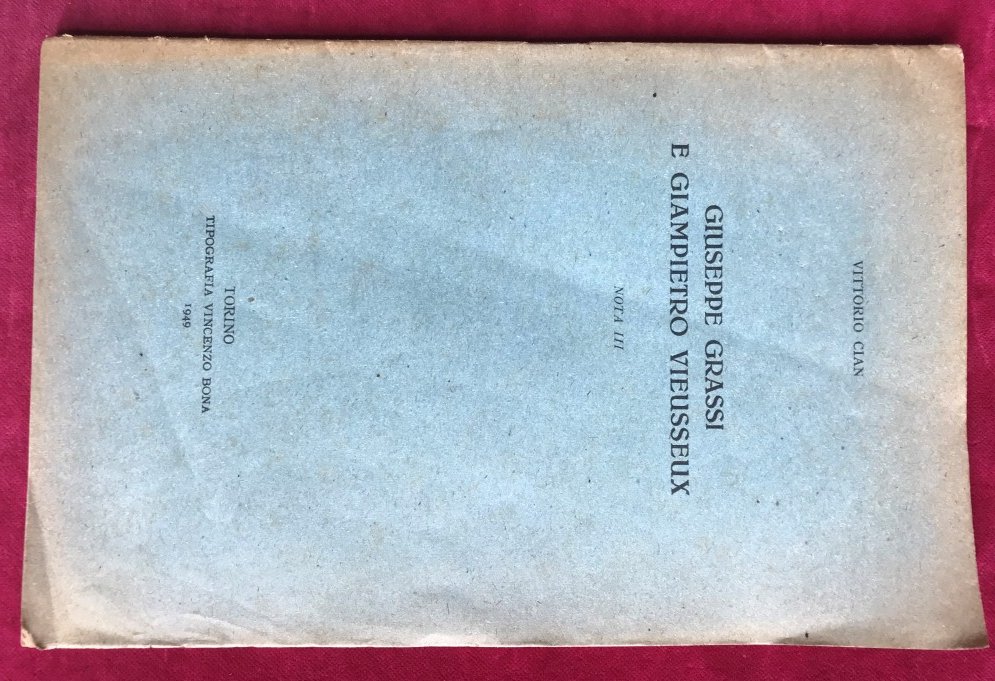 VITTORIO CIAN
GIUSEPPE GRASSI
E GIAMPIETRO VIEUSSEUX
NOTA III
TORINO
TIPOGRAFIA VINCENZO BONA
1949